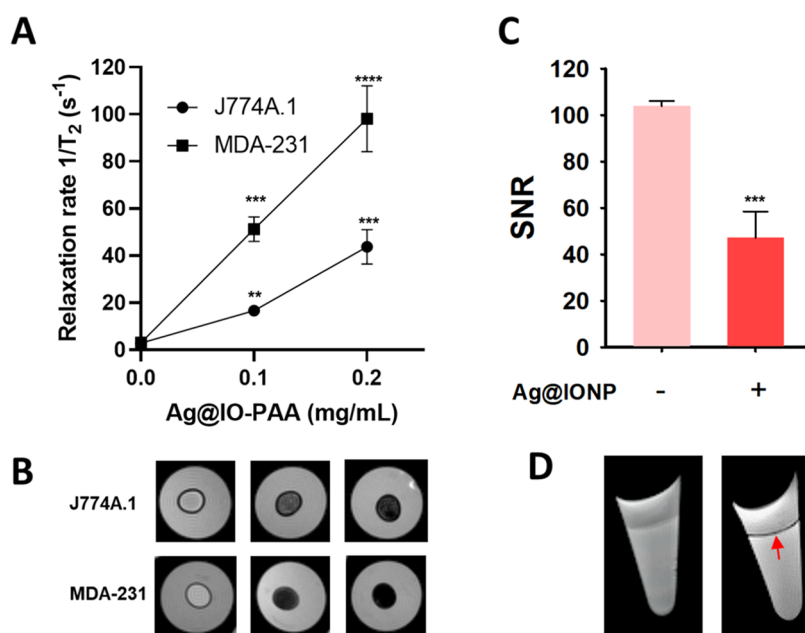 A
Relaxation rate 1/T₂ (s⁻¹)
120
100
80
60
40
20
0
J774A.1
MDA-231
****
***
***
**
0.0
0.1
0.2
Ag@IO-PAA (mg/mL)
C
SNR
120
100
80
60
40
20
0
***
Ag@IONP - +
B
J774A.1
MDA-231
D